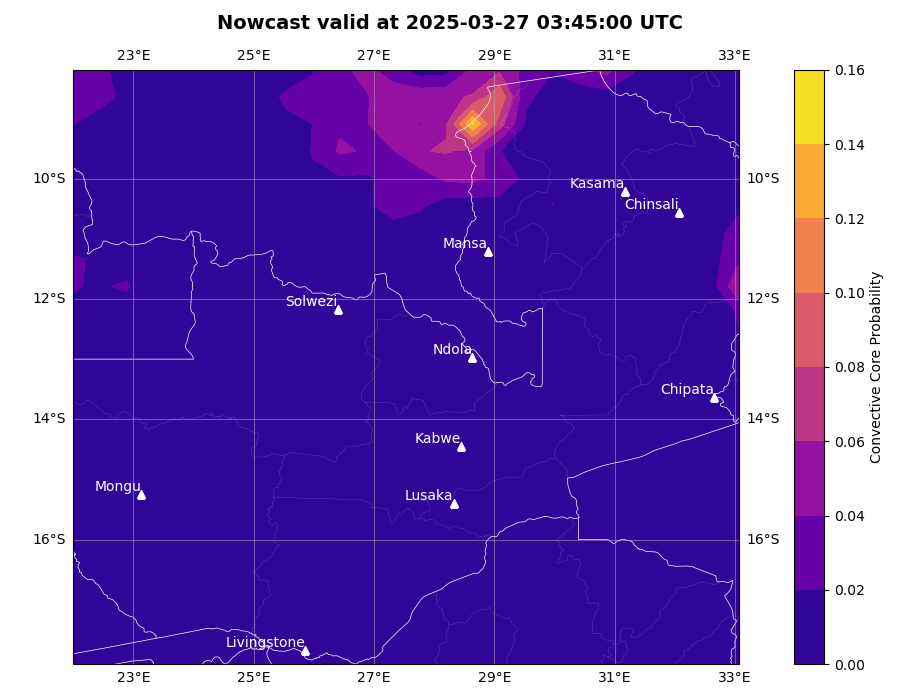 Nowcast valid at 2025-03-27 03:45:00 UTC
23°E 25°E 27°E 29°E 31°E 33°E
0.16
0.14
0.12
0.10
0.08
0.06
0.04
0.02
0.00
Convective Core Probability
10°S 10°S
12°S 12°S
14°S 14°S
16°S 16°S
Kasama
Chinsali
Mansa
Solwezi
Ndola
Chipata
Kabwe
Mongu
Lusaka
Livingstone
23°E 25°E 27°E 29°E 31°E 33°E